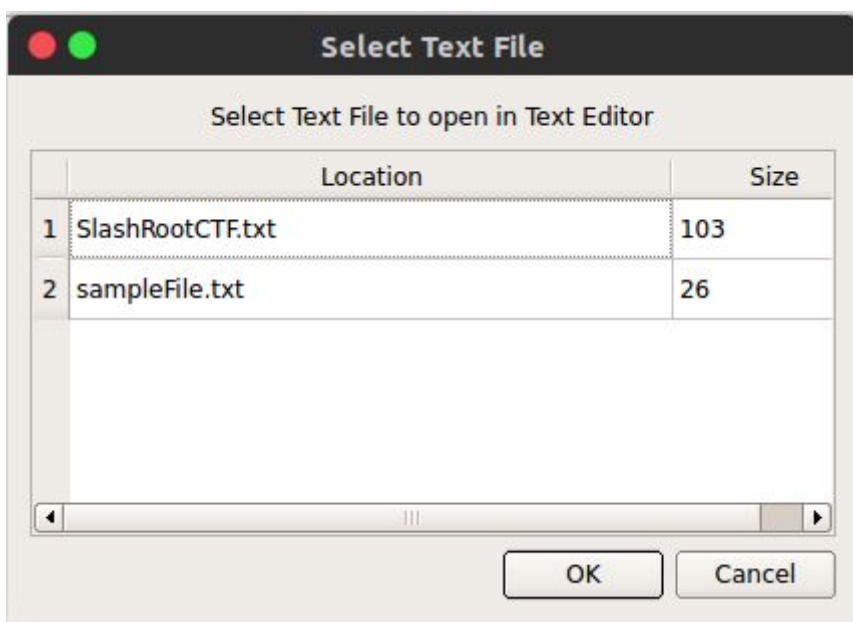 Select Text File
Select Text File to open in Text Editor
Location Size
1 SlashRootCTF.txt 103
2 sampleFile.txt 26
OK Cancel